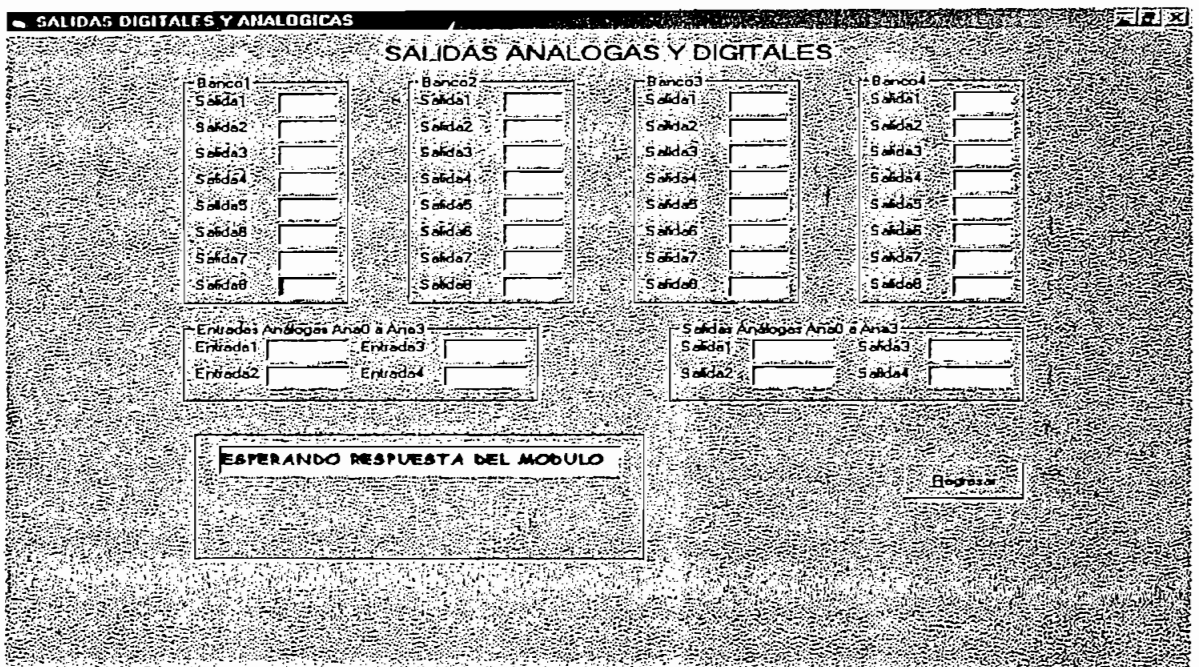 SALIDAS DIGITALES Y ANALOGICAS
SALIDAS ANALOGAS Y DIGITALES
Banco1
Salida1
Salida2
Salida3
Salida4
Salida5
Salida6
Salida7
Salida8
Banco2
Salida1
Salida2
Salida3
Salida4
Salida5
Salida6
Salida7
Salida8
Banco3
Salida1
Salida2
Salida3
Salida4
Salida5
Salida6
Salida7
Salida8
Banco4
Salida1
Salida2
Salida3
Salida4
Salida5
Salida6
Salida7
Salida8
Entradas Análogas Ana0 a Ana3
Entrada1 Entrada3
Entrada2 Entrada4
Salidas Análogas Ana0 a Ana3
Salida1 Salida3
Salida2 Salida4
ESPERANDO RESPUESTA DEL MODULO
Regresar